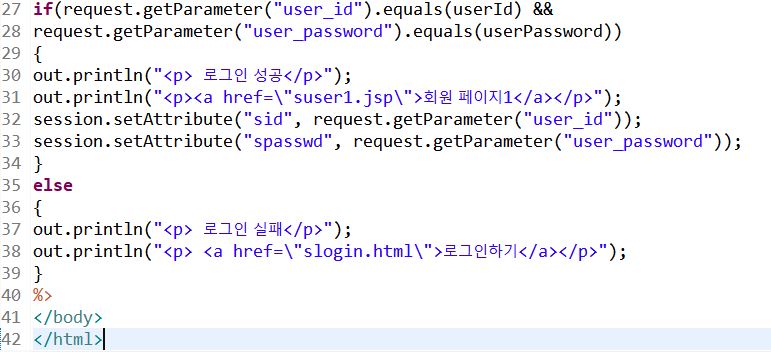 27 if(request.getParameter("user_id").equals(userId) &&
28 request.getParameter("user_password").equals(userPassword))
29 {
30 out.println("<p> 로그인 성공</p>");
31 out.println("<p><a href=\"suser1.jsp\">회원 페이지1</a></p>");
32 session.setAttribute("sid", request.getParameter("user_id"));
33 session.setAttribute("spasswd", request.getParameter("user_password"));
34 }
35 else
36 {
37 out.println("<p> 로그인 실패</p>");
38 out.println("<p> <a href=\"slogin.html\">로그인하기</a></p>");
39 }
40 %>
41 </body>
42 </html>